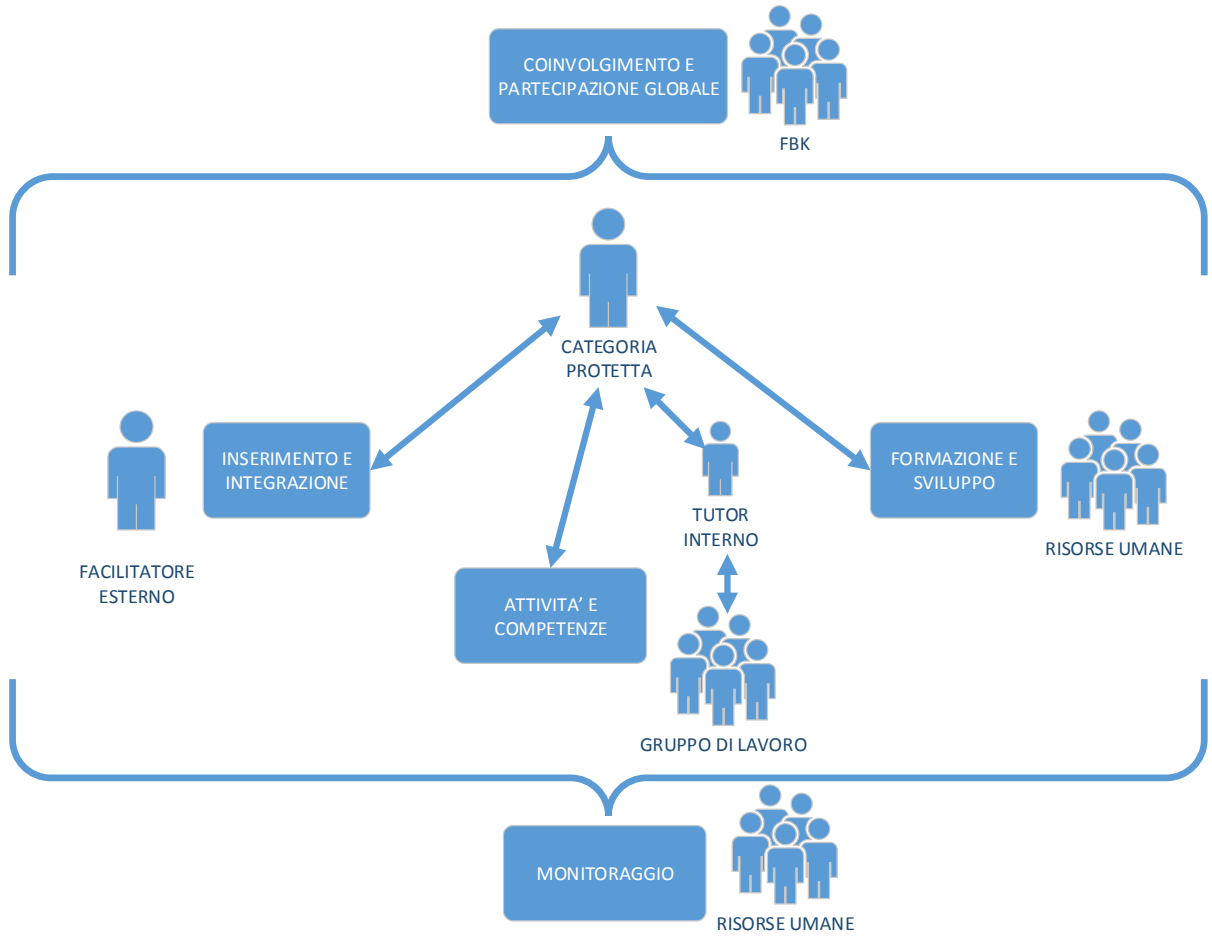 COINVOLGIMENTO E
PARTECIPAZIONE GLOBALE
FBK
CATEGORIA
PROTETTA
INSERIMENTO E
INTEGRAZIONE
FORMAZIONE E
SVILUPPO
TUTOR
INTERNO
RISORSE UMANE
FACILITATORE
ESTERNO
ATTIVITA’ E
COMPETENZE
GRUPPO DI LAVORO
MONITORAGGIO
RISORSE UMANE